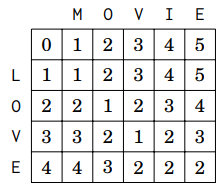 M O V I E
0 1 2 3 4 5
L 1 1 2 3 4 5
O 2 2 1 2 3 4
V 3 3 2 1 2 3
E 4 4 3 2 2 2